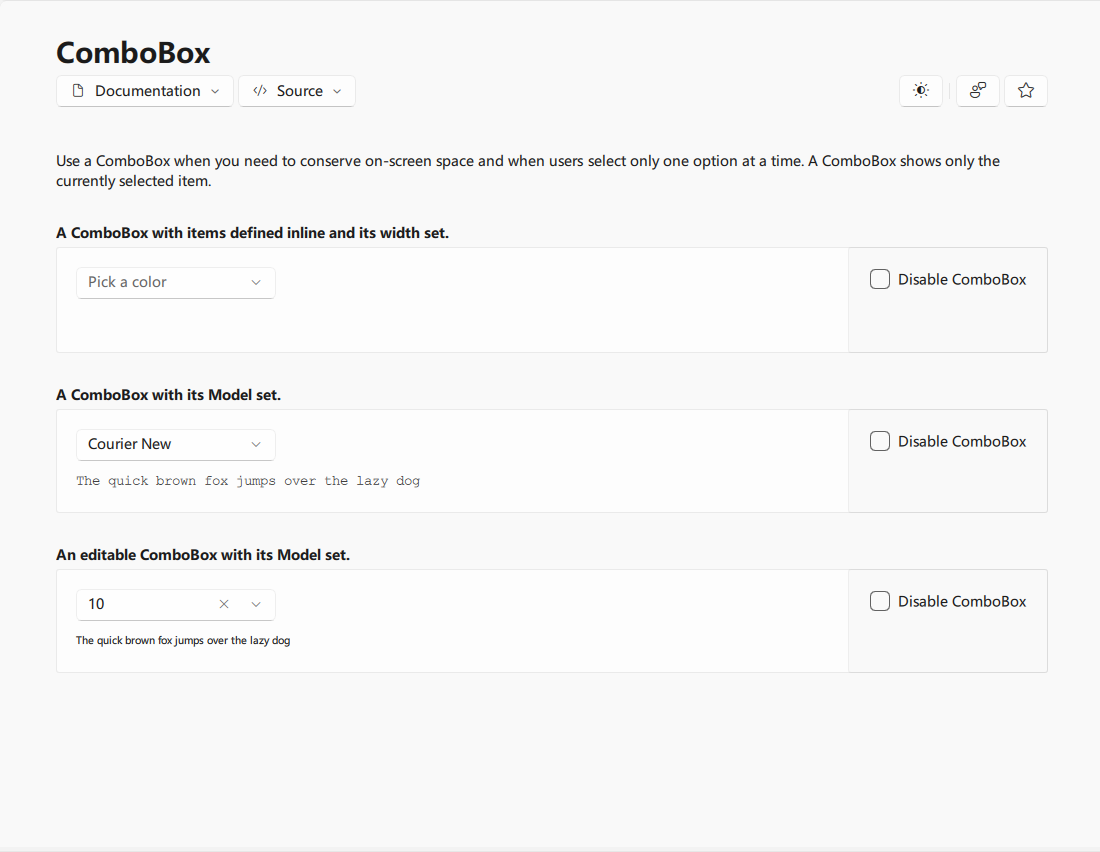 ComboBox
Documentation
Source
Use a ComboBox when you need to conserve on-screen space and when users select only one option at a time. A ComboBox shows only the
currently selected item.
A ComboBox with items defined inline and its width set.
Pick a color
Disable ComboBox
A ComboBox with its Model set.
Courier New
Disable ComboBox
The quick brown fox jumps over the lazy dog
An editable ComboBox with its Model set.
10
Disable ComboBox
The quick brown fox jumps over the lazy dog